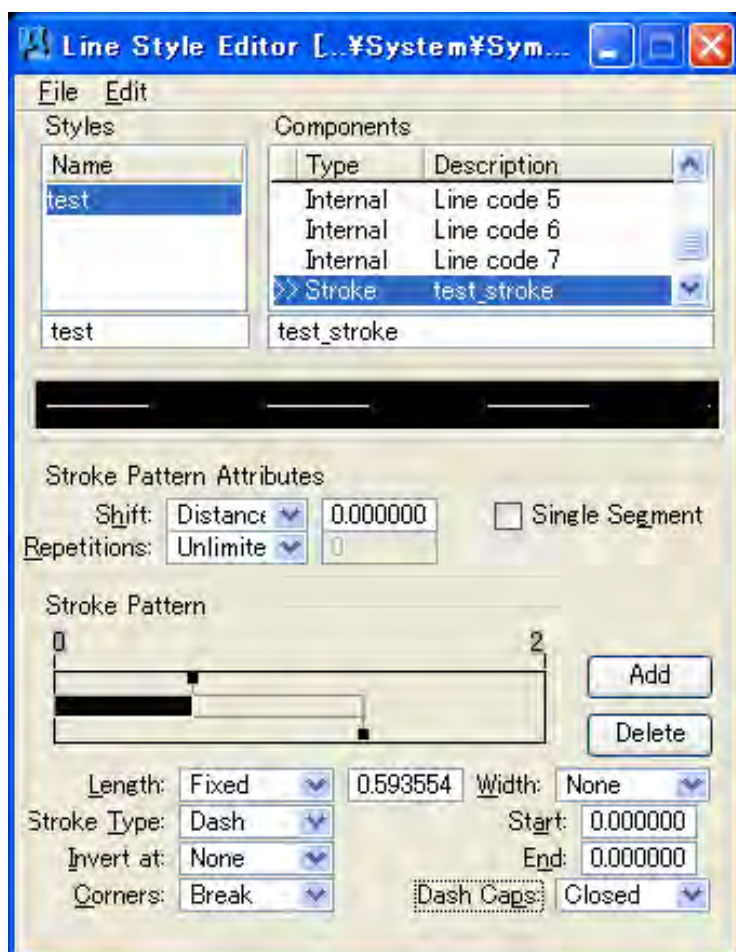 Line Style Editor [..¥System¥Sym...
File Edit
Styles Components
Name Type Description
test Internal Line code 5
Internal Line code 6
Internal Line code 7
>> Stroke test_stroke
test test_stroke
Stroke Pattern Attributes
Shift: Distance 0.000000 Single Segment
Repetitions: Unlimite 0
Stroke Pattern
0 2
Add
Delete
Length: Fixed 0.593554 Width: None
Stroke Type: Dash Start: 0.000000
Invert at: None End: 0.000000
Corners: Break Dash Caps: Closed